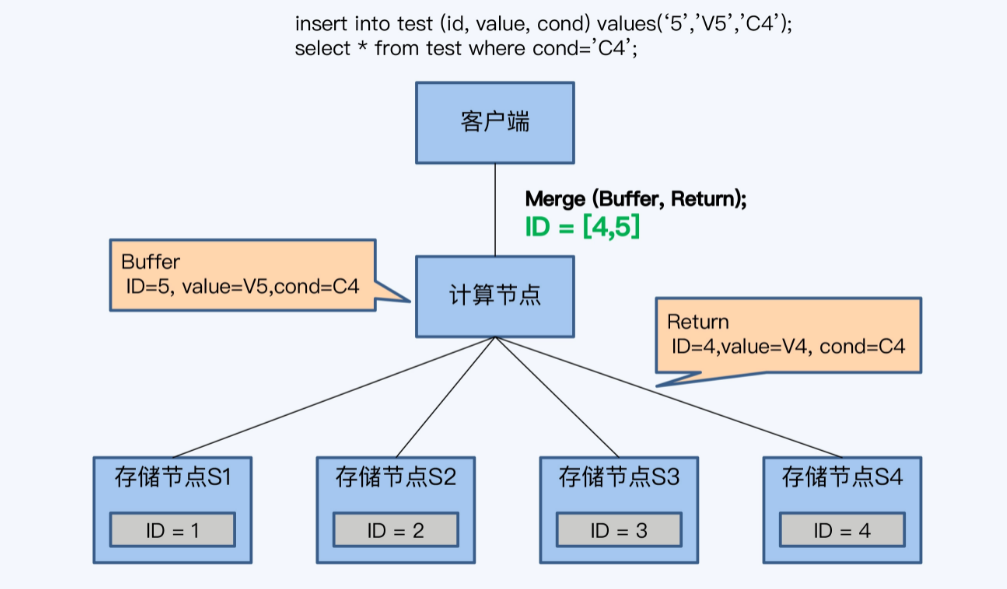 insert into test (id, value, cond) values(‘5’,’V5’,’C4’);
select * from test where cond=’C4’;
客户端
Merge (Buffer, Return);
ID = [4,5]
Buffer
ID=5, value=V5,cond=C4
计算节点
Return
ID=4,value=V4, cond=C4
存储节点S1
存储节点S2
存储节点S3
存储节点S4
ID = 1
ID = 2
ID = 3
ID = 4